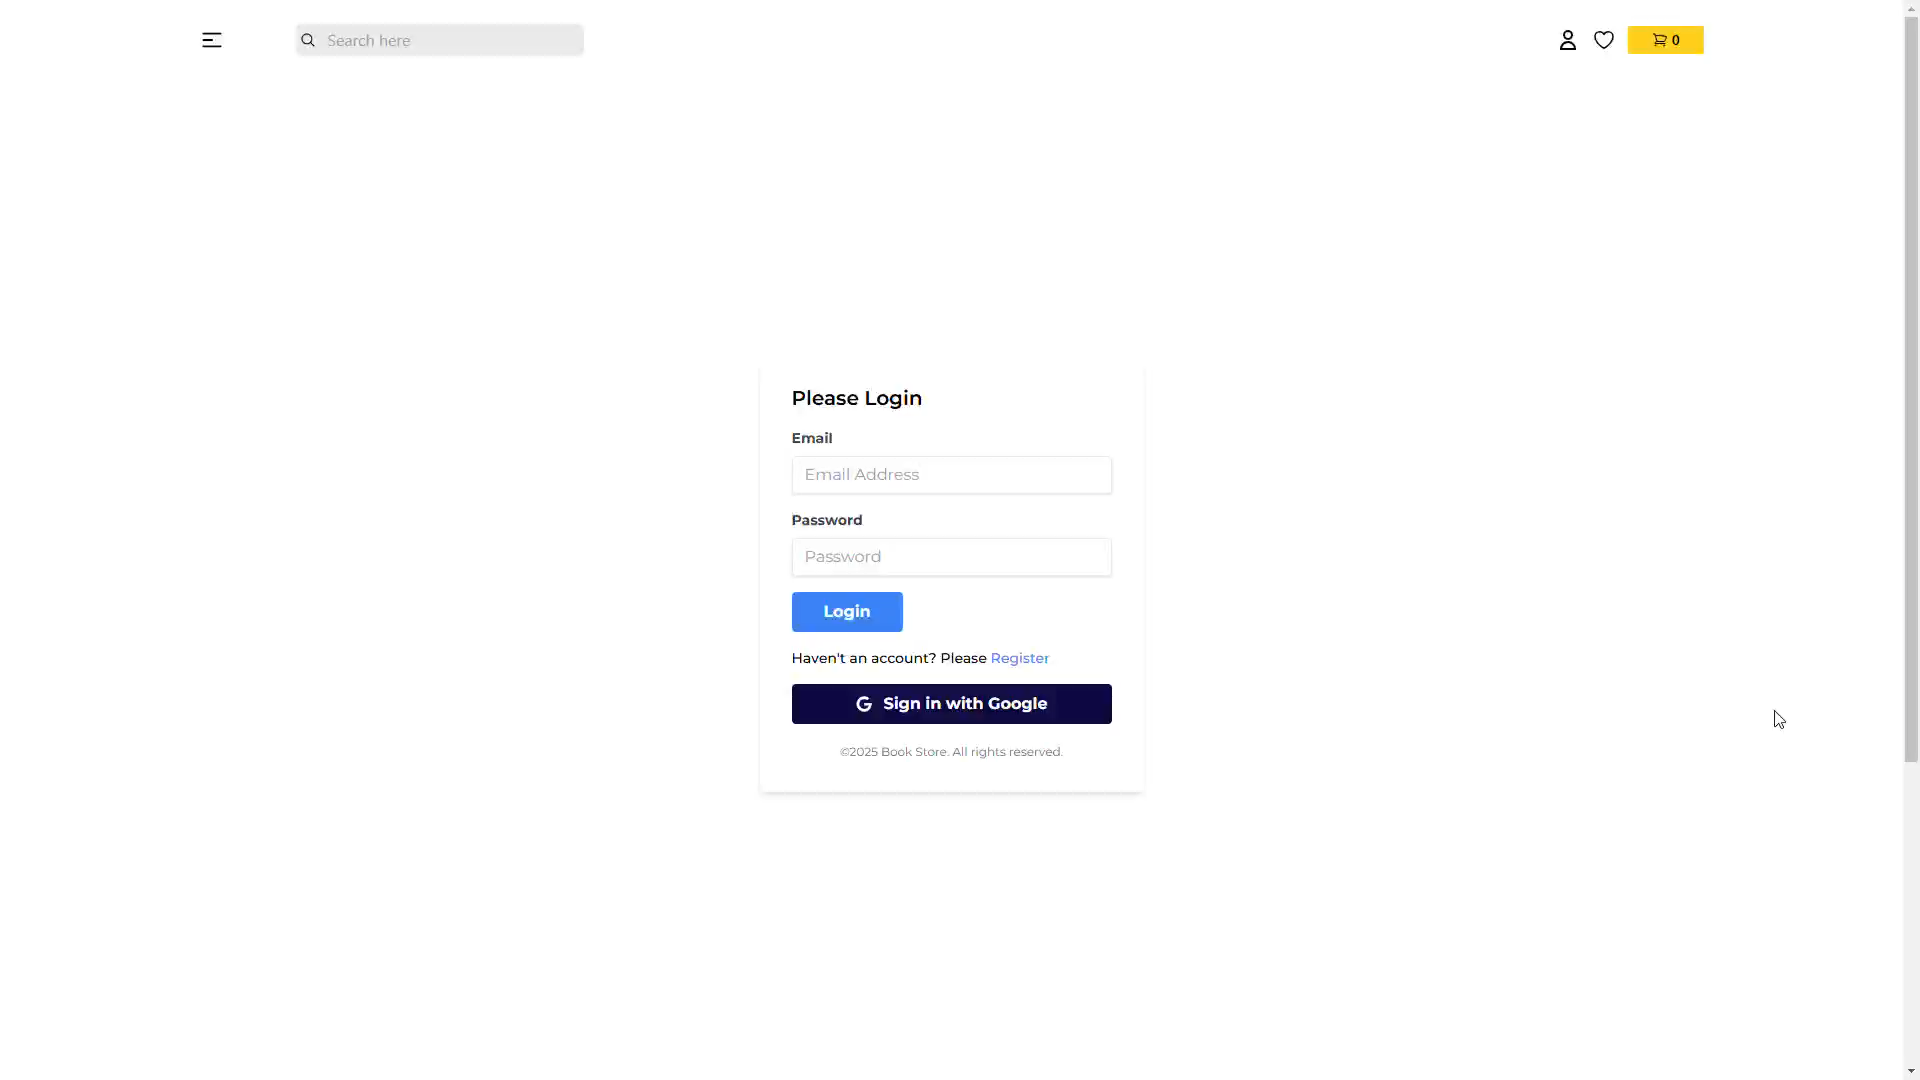 Search here
0
Please Login
Email
Email Address
Password
Password
Login
Haven't an account? Please Register
Sign in with Google
©2025 Book Store. All rights reserved.